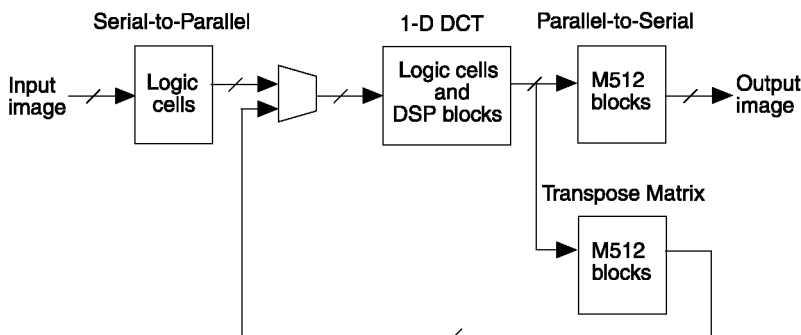 Serial-to-Parallel
1-D DCT
Parallel-to-Serial
Input
image
Logic
cells
Logic cells
and
DSP blocks
M512
blocks
Output
image
Transpose Matrix
M512
blocks